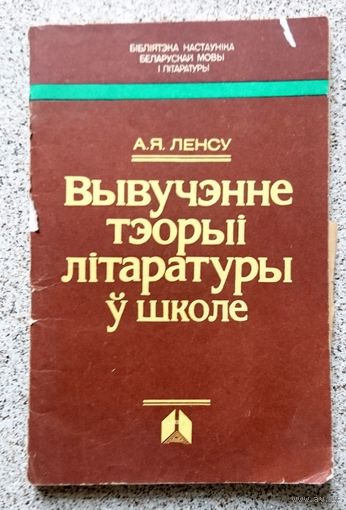 БІБЛІЯТЭКА НАСТАЎНІКА
БЕЛАРУСКАЙ МОВЫ
І ЛІТАРАТУРЫ
А.Я. ЛЕНСУ
Вывучэнне
тэорыі
літаратуры
ў школе